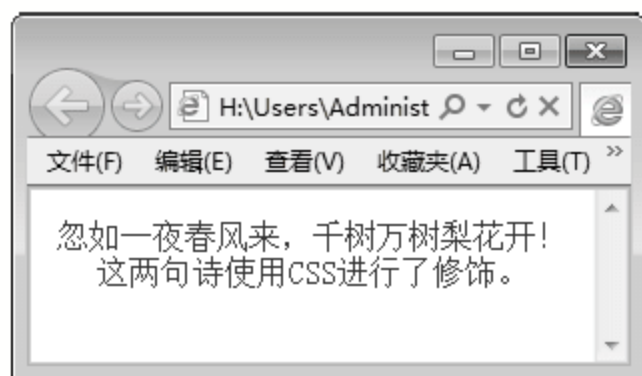 H:\Users\Administ
文件(F) 编辑(E) 查看(V) 收藏夹(A) 工具(T) »
忽如一夜春风来，千树万树梨花开！
这两句诗使用CSS进行了修饰。